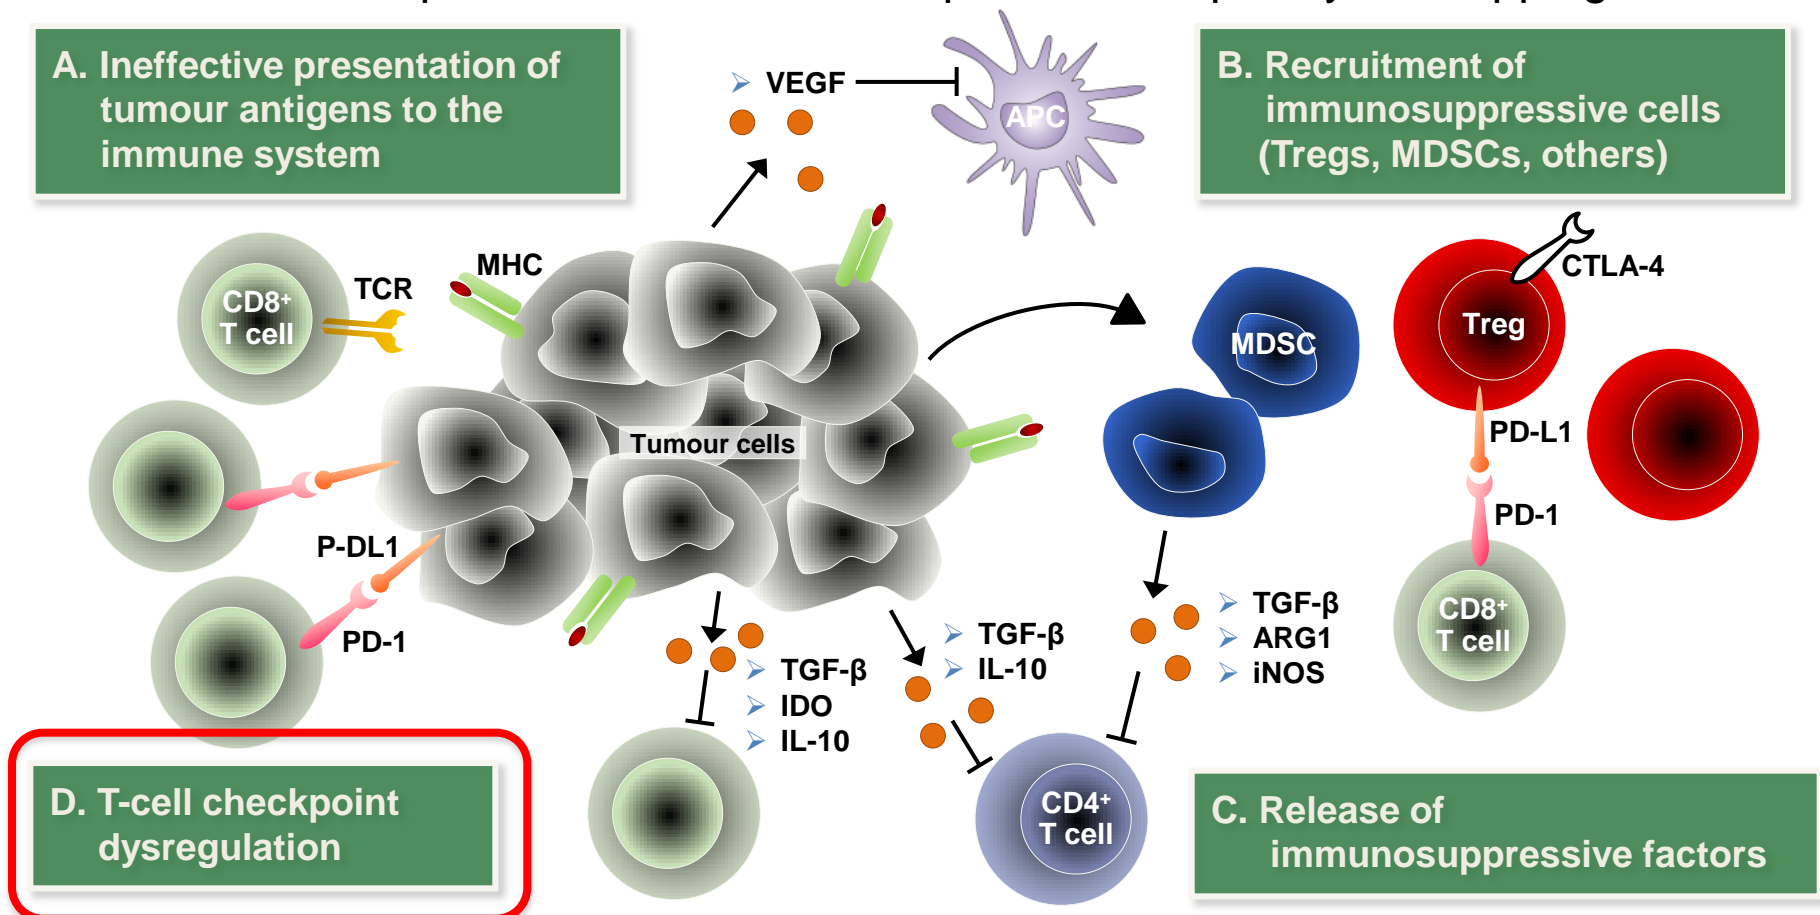 A. Ineffective presentation of
tumour antigens to the
immune system
VEGF
APC
B. Recruitment of
immunosuppressive cells
(Tregs, MDSCs, others)
CD8+
T cell
TCR
MHC
CTLA-4
Treg
MDSC
Tumour cells
PD-L1
PD-1
P-DL1
PD-1
CD8+
T cell
TGF-β
IDO
IL-10
TGF-β
IL-10
TGF-β
ARG1
iNOS
CD4+
T cell
D. T-cell checkpoint
dysregulation
C. Release of
immunosuppressive factors